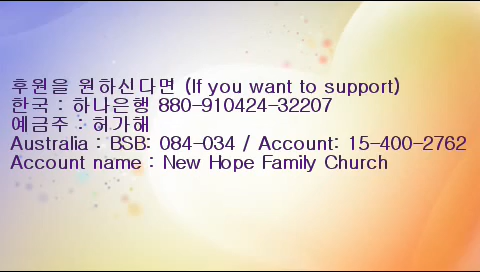 후원을 원하신다면 (If you want to support)
한국 : 하나은행 880-910424-32207
예금주 : 허가해
Australia : BSB: 084-034 / Account: 15-400-2762
Account name : New Hope Family Church